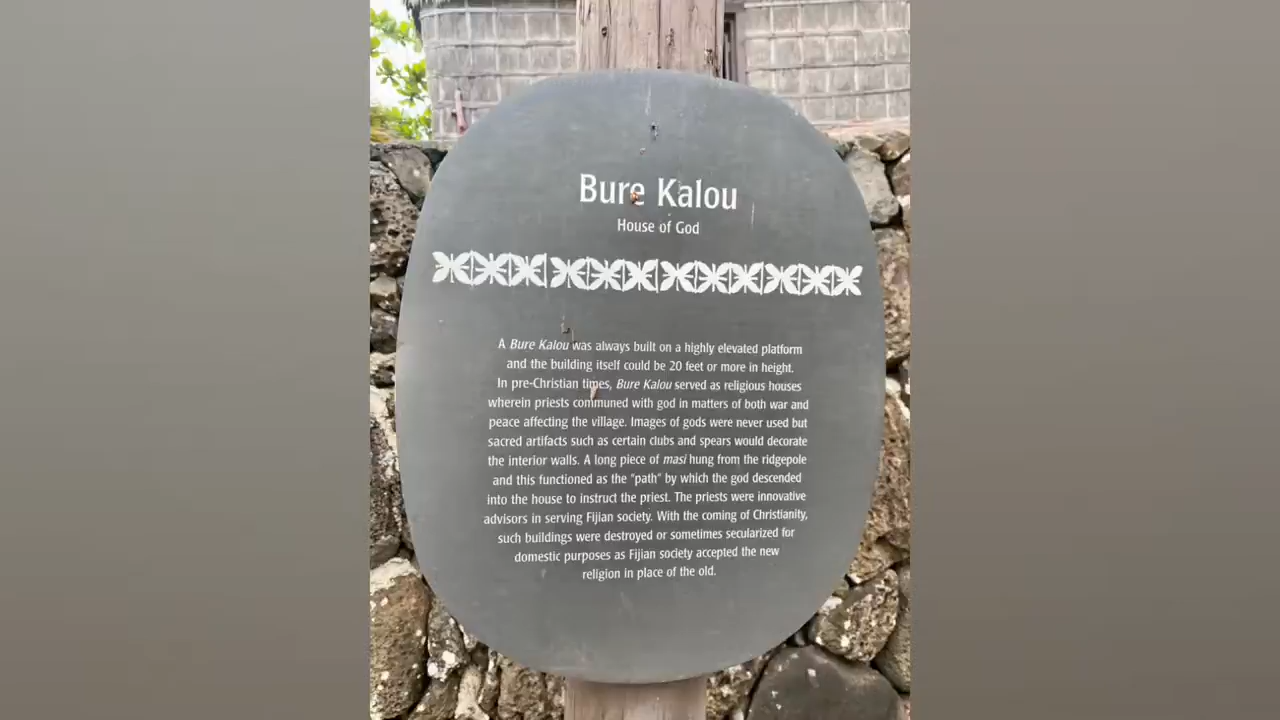 Bure Kalou
House of God
A Bure Kalou was always built on a highly elevated platform
and the building itself could be 20 feet or more in height.
In pre-Christian times, Bure Kalou served as religious houses
wherein priests communed with god in matters of both war and
peace affecting the village. Images of gods were never used but
sacred artifacts such as certain clubs and spears would decorate
the interior walls. A long piece of masi hung from the ridgepole
and this functioned as the "path" by which the god descended
into the house to instruct the priest. The priests were innovative
advisors in serving Fijian society. With the coming of Christianity,
such buildings were destroyed or sometimes secularized for
domestic purposes as Fijian society accepted the new
religion in place of the old.